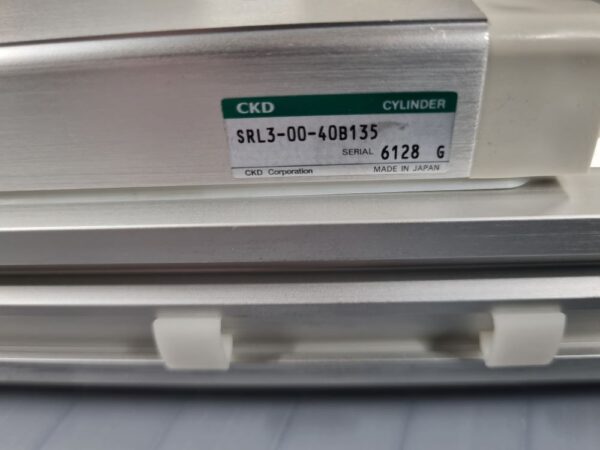 CKD CYLINDER
SRL3-00-40B135
SERIAL 6128 G
CKD Corporation MADE IN JAPAN